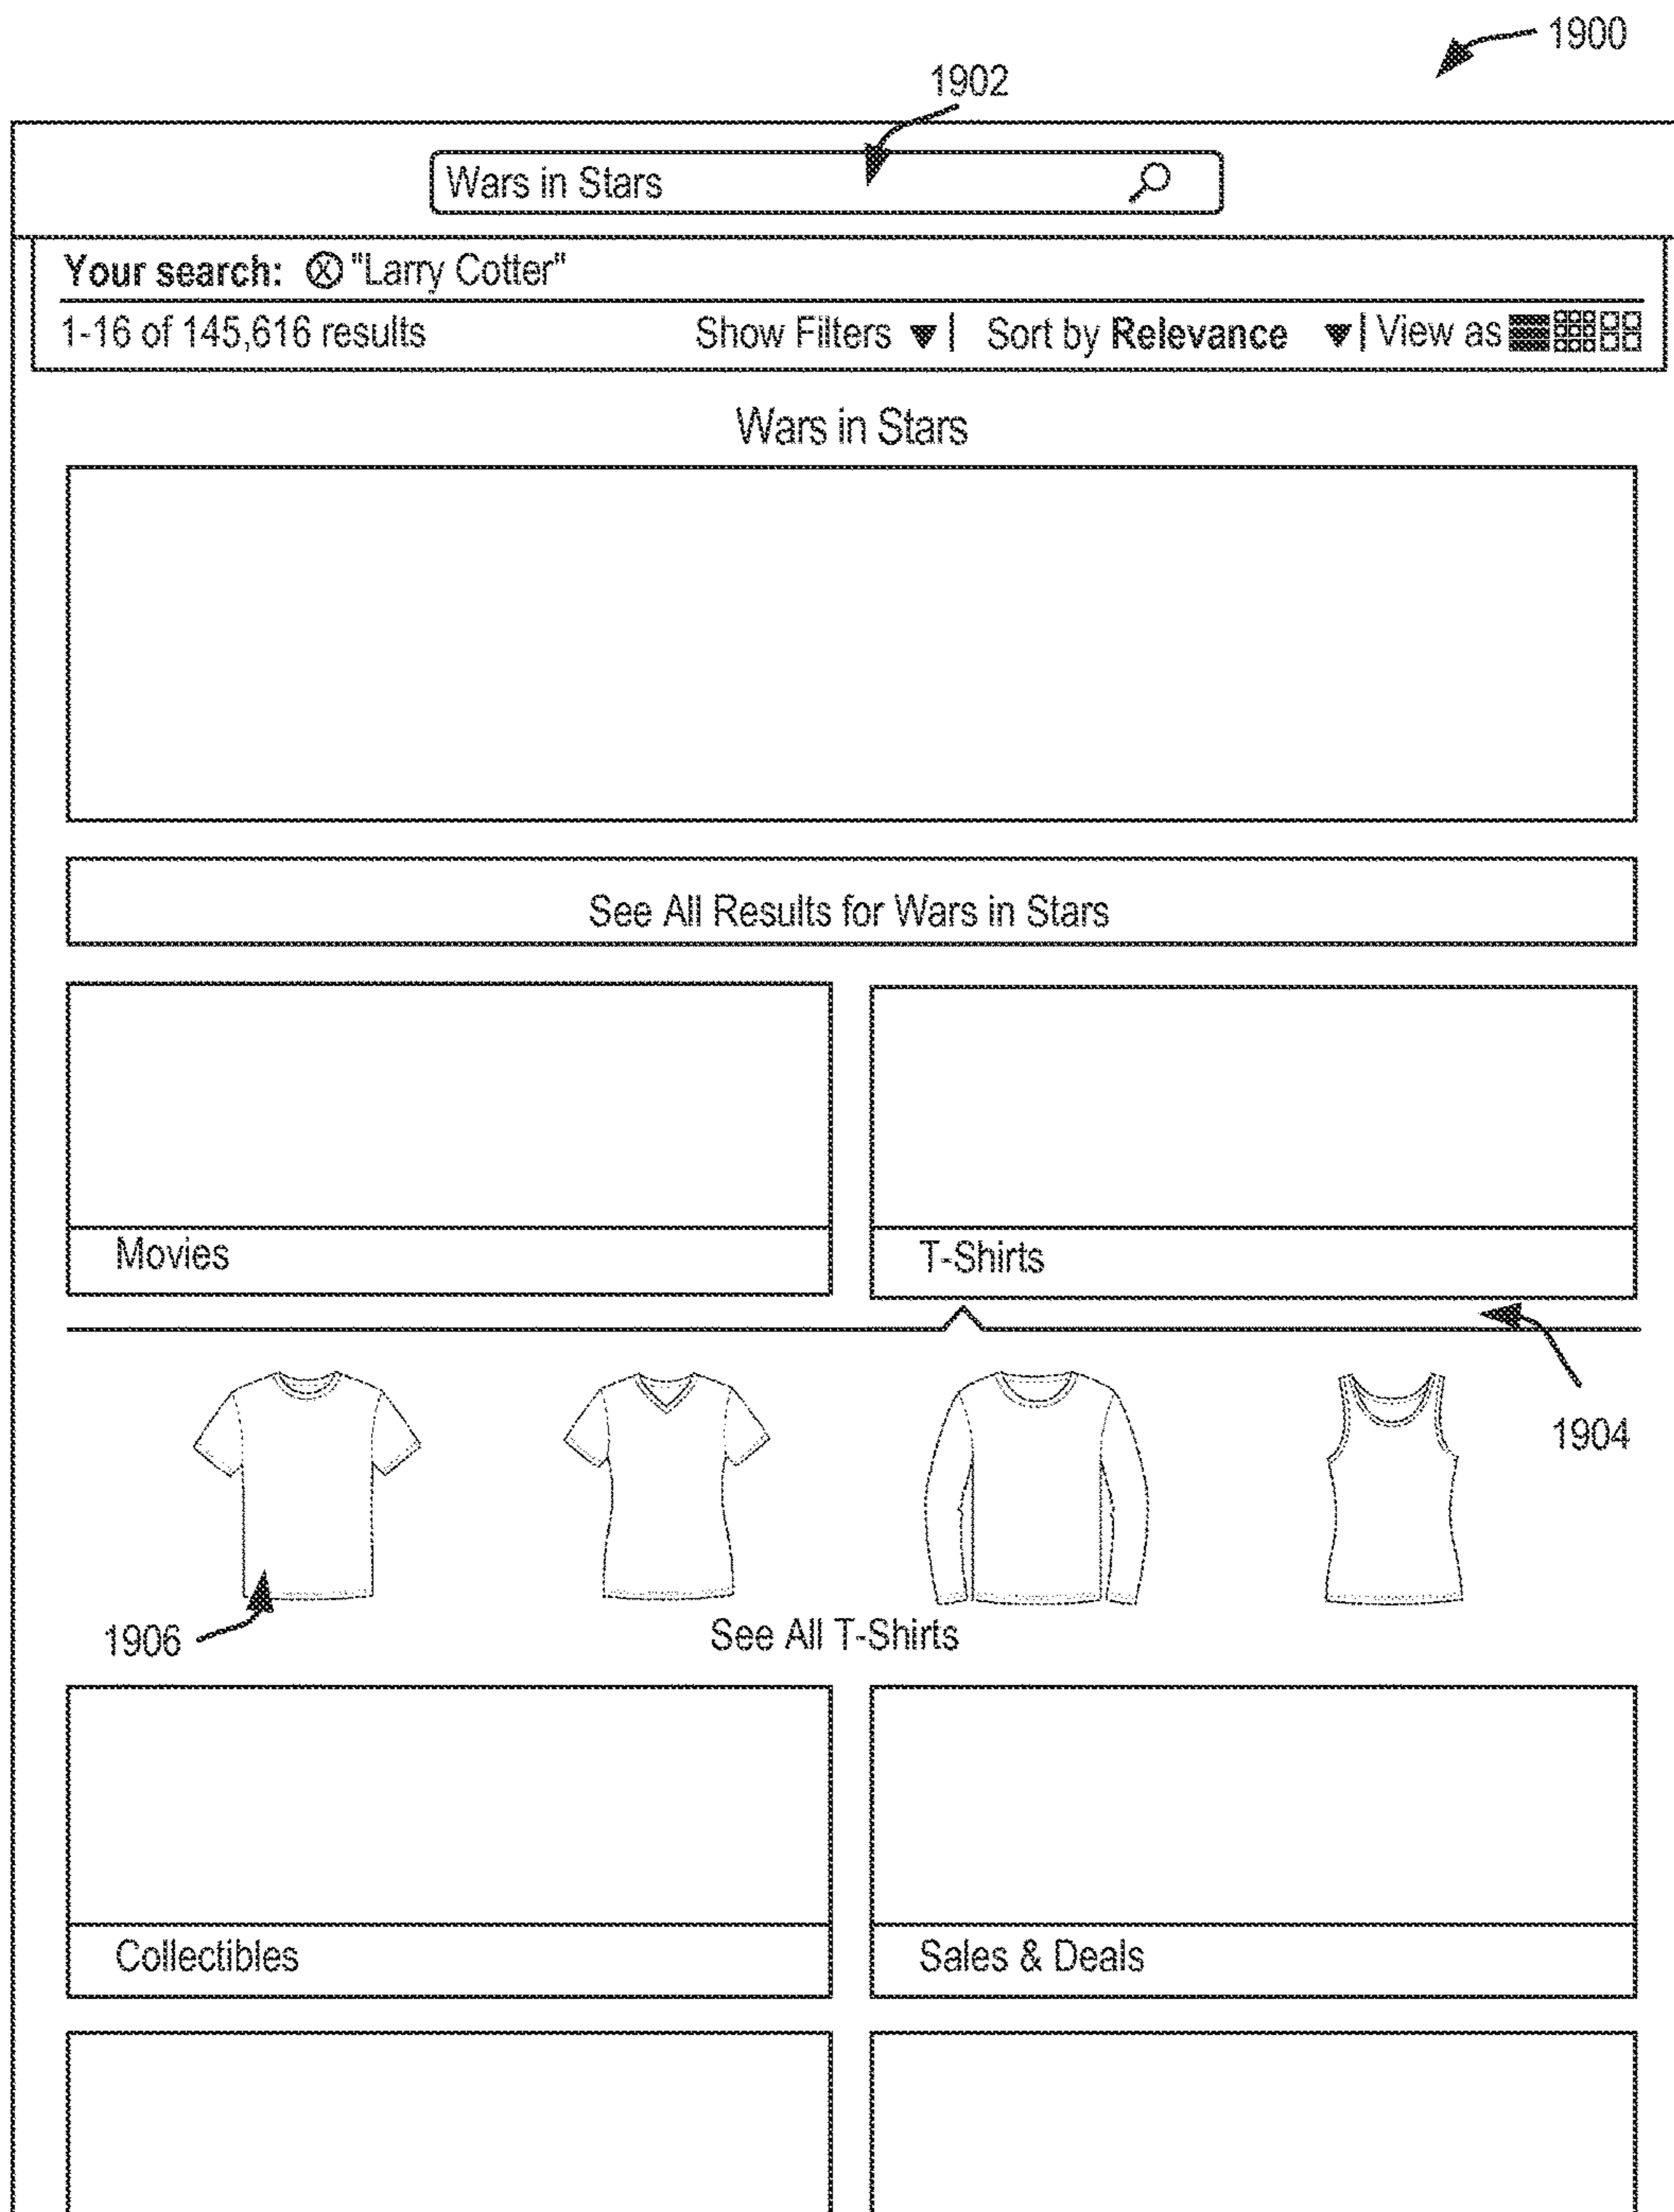 1900
1902
Wars in Stars
Your search: Ⓧ "Larry Cotter"
1-16 of 145,616 results Show Filters ▼ | Sort by Relevance ▼ | View as
Wars in Stars
See All Results for Wars in Stars
Movies T-Shirts
1904
1906
See All T-Shirts
Collectibles Sales & Deals